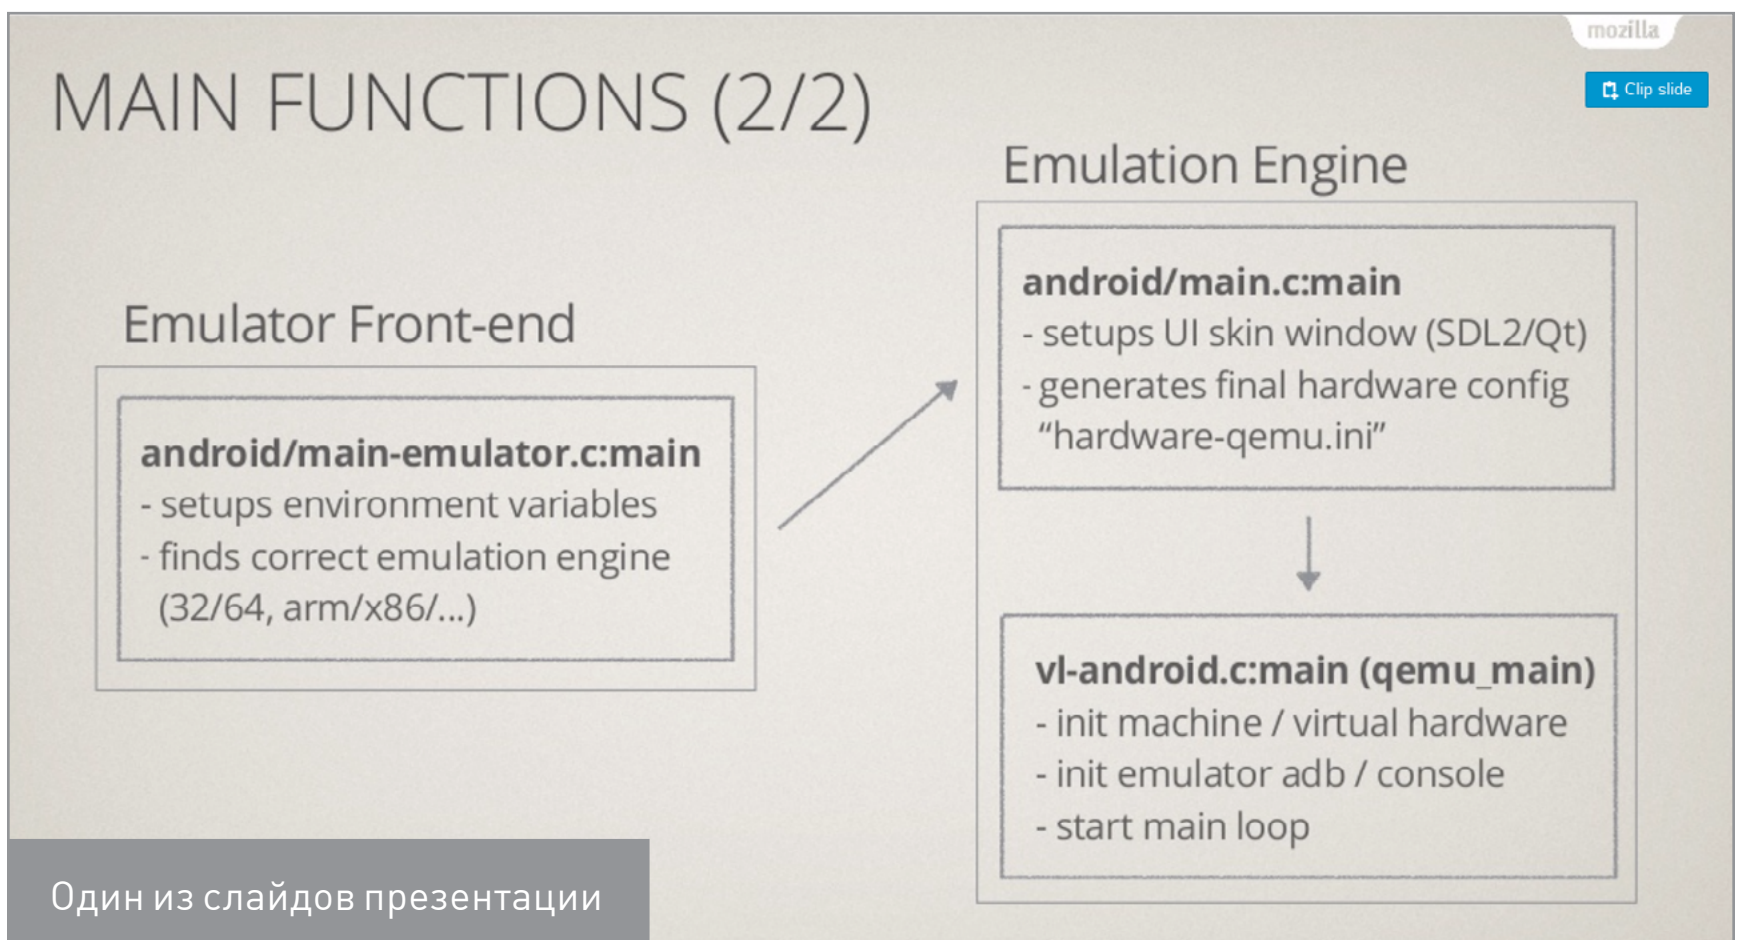 mozilla
MAIN FUNCTIONS (2/2)
Clip slide
Emulator Front-end
android/main-emulator.c:main
- setups environment variables
- finds correct emulation engine
(32/64, arm/x86/...)
Emulation Engine
android/main.c:main
- setups UI skin window (SDL2/Qt)
- generates final hardware config
“hardware-qemu.ini”
vl-android.c:main (qemu_main)
- init machine / virtual hardware
- init emulator adb / console
- start main loop
Один из слайдов презентации